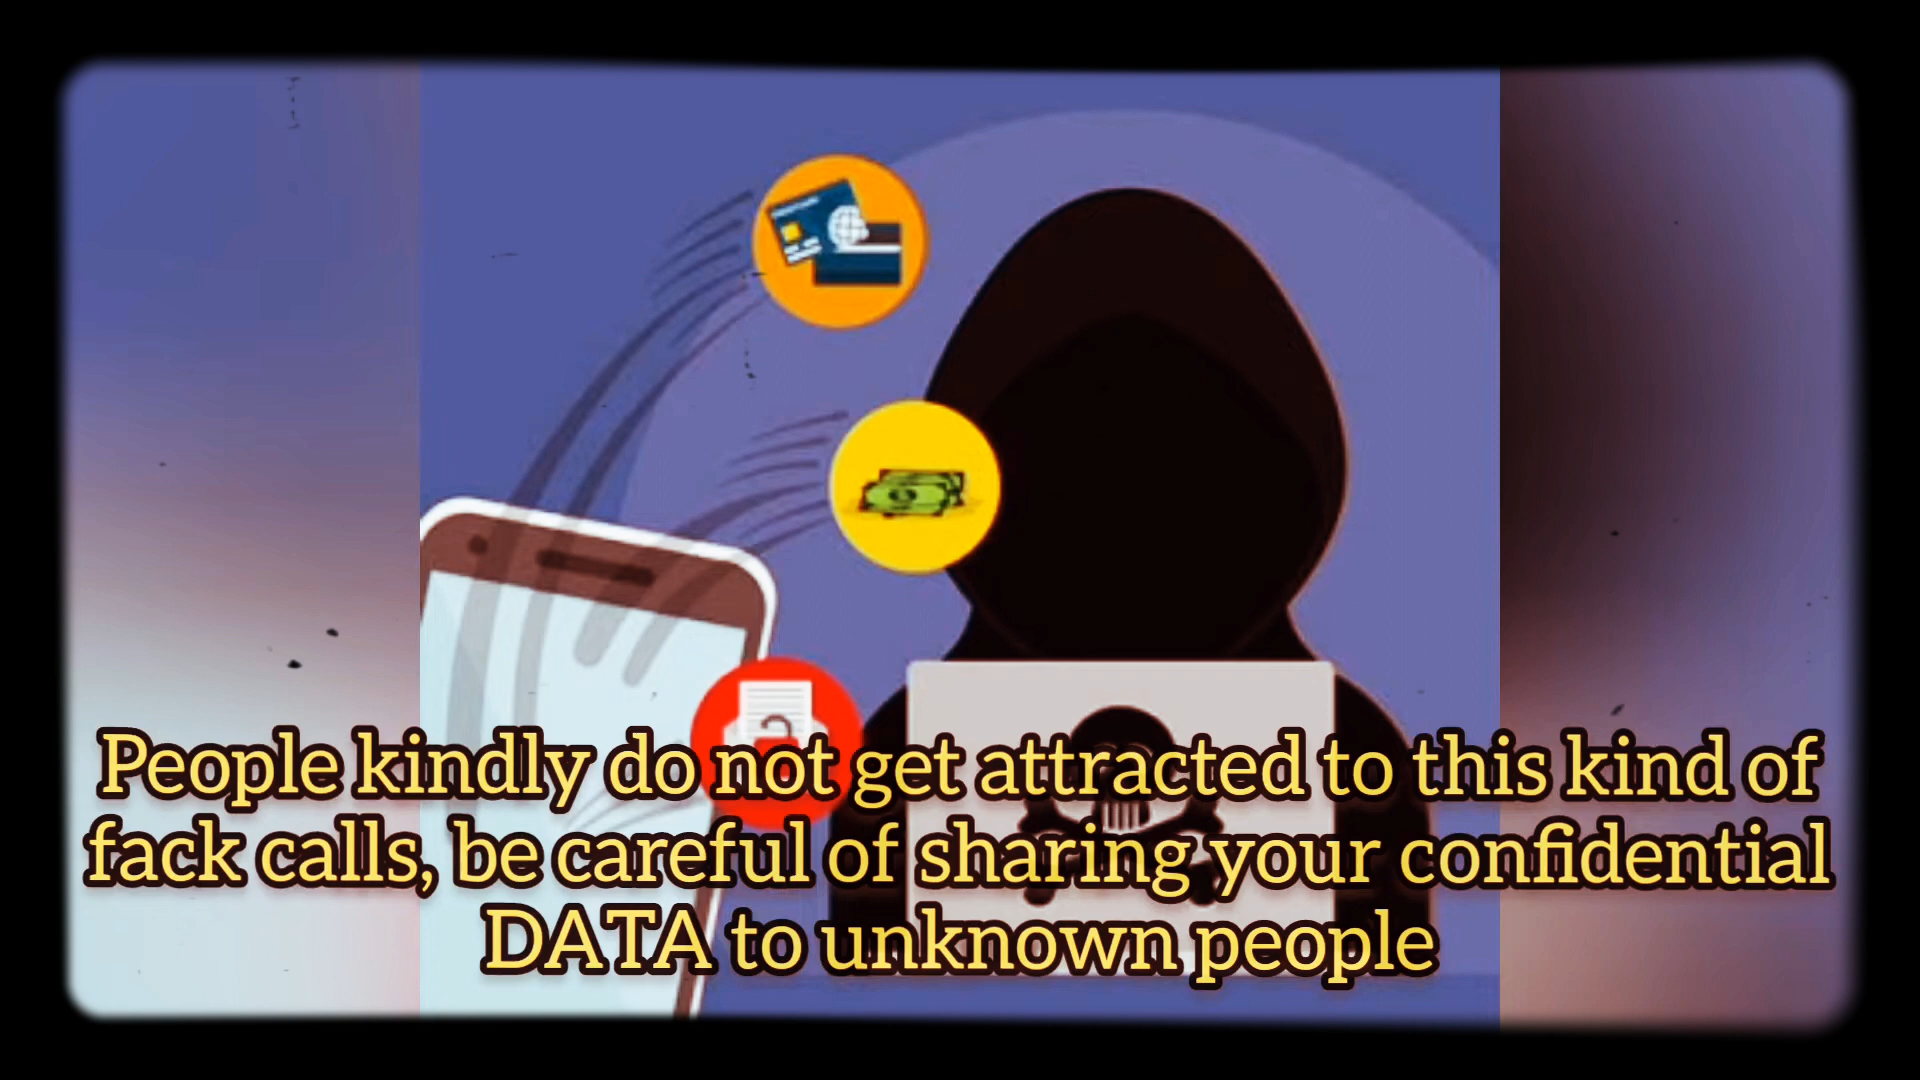 People kindly do not get attracted to this kind of
fack calls, be careful of sharing your confidential
DATA to unknown people